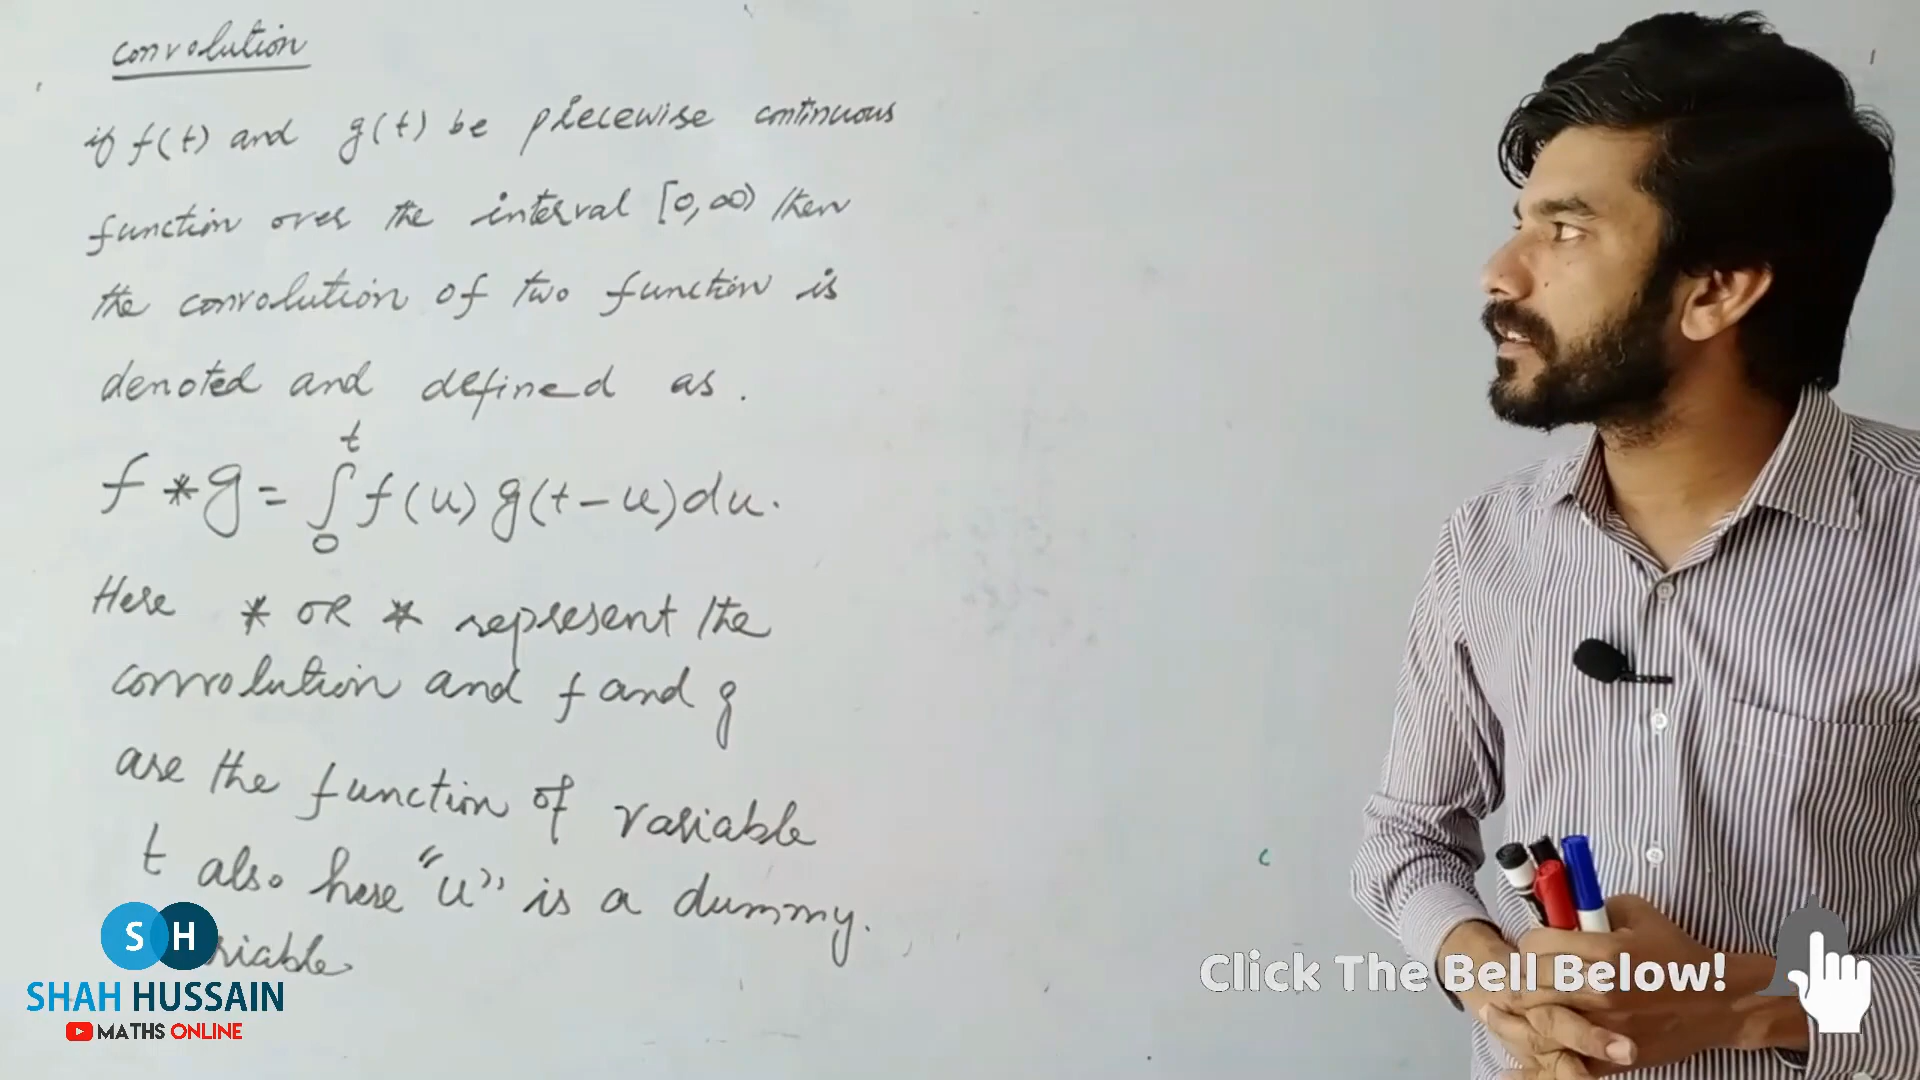 convolution
if f(t) and g(t) be piecewise continuous
function over the interval [0,∞) then
the convolution of two function is
denoted and defined as.
t
f * g = ∫ f(u) g(t-u)du.
0
Here * OR * represent the
convolution and f and g
are the function of variable
t also here "u" is a dummy.
riable
S H
SHAH HUSSAIN
MATHS ONLINE
Click The Bell Below!